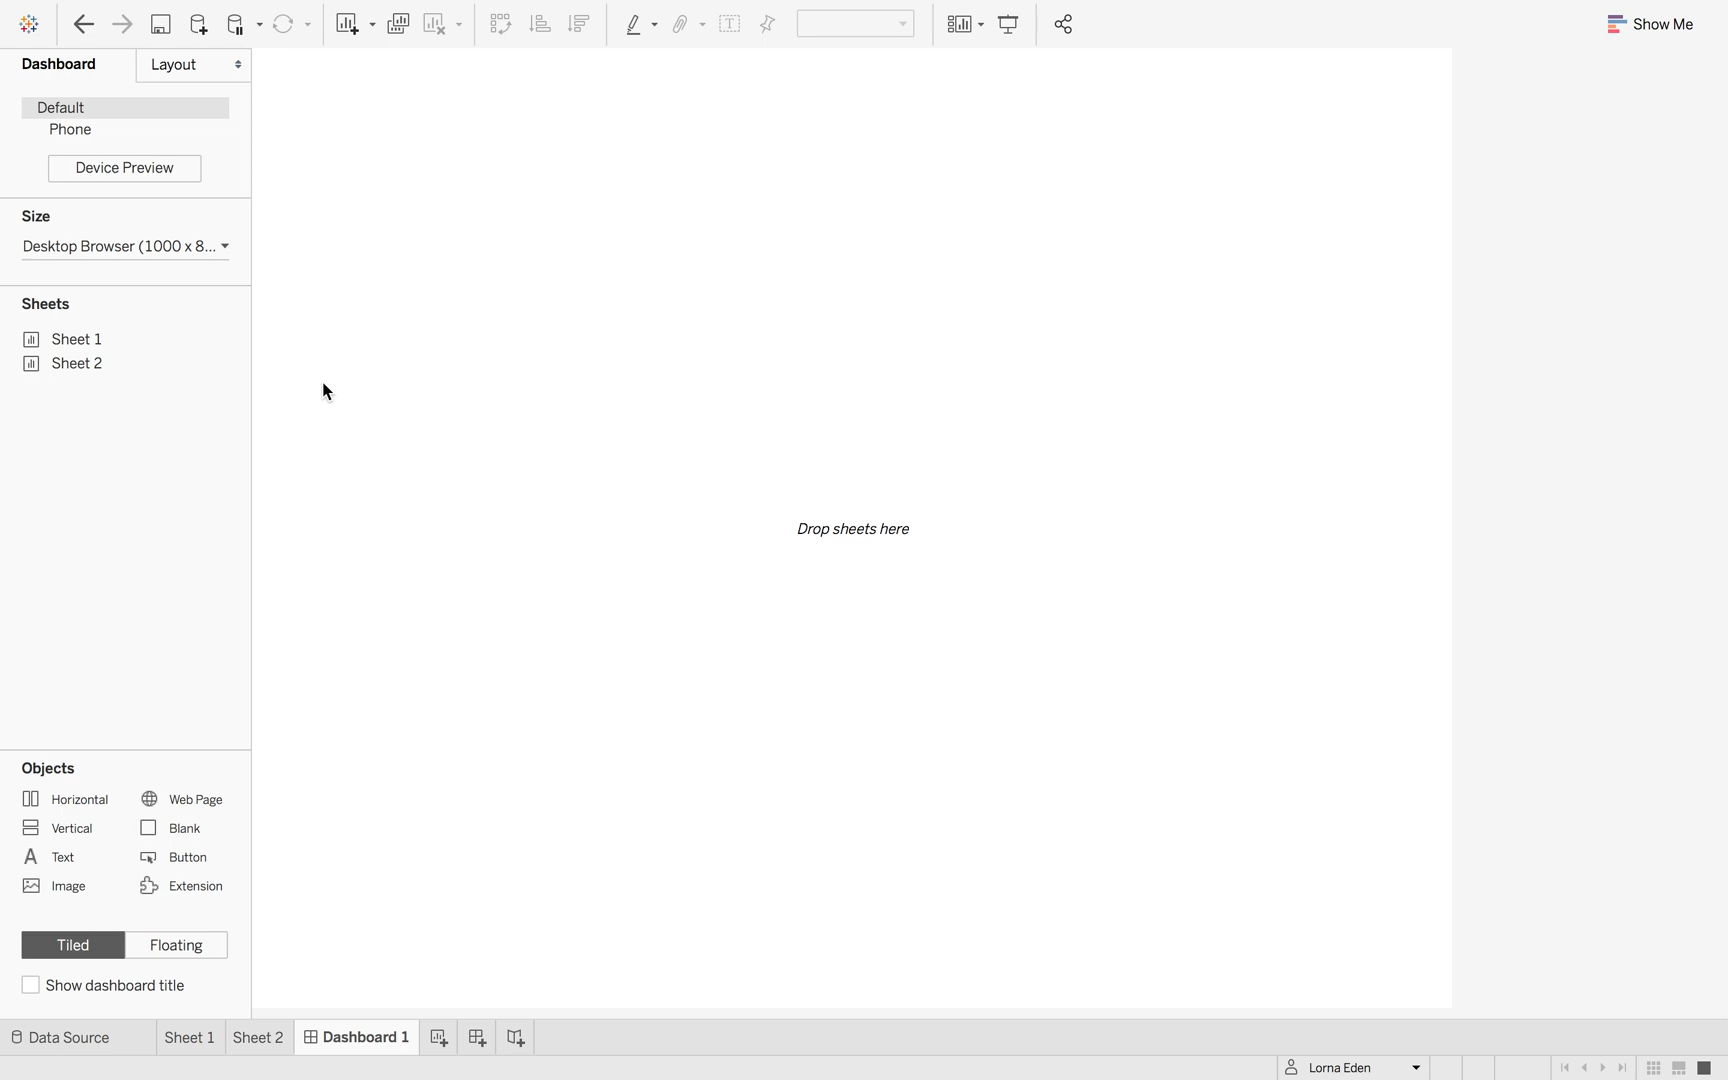 Show Me
Dashboard
Layout
Default
Phone
Device Preview
Size
Desktop Browser (1000 x 8...
Sheets
Sheet 1
Sheet 2
Drop sheets here
Objects
Horizontal
Web Page
Vertical
Blank
Text
Button
Image
Extension
Tiled
Floating
Show dashboard title
Data Source
Sheet 1
Sheet 2
Dashboard 1
Lorna Eden